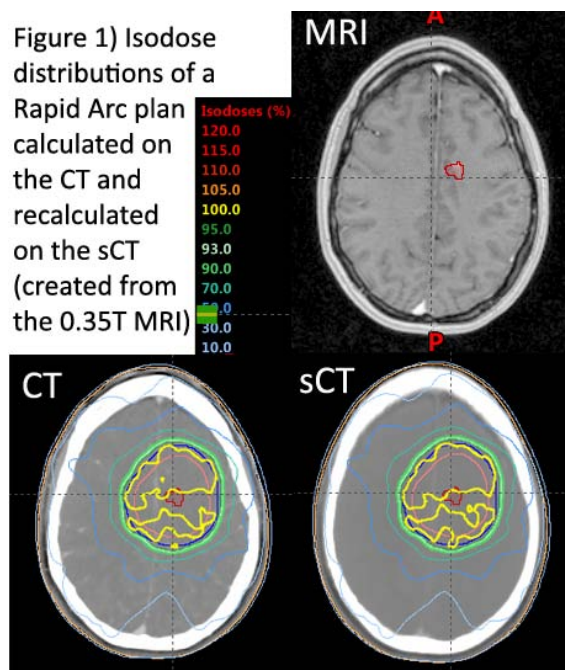 Figure 1) Isodose
distributions of a
Rapid Arc plan
calculated on
the CT and
recalculated
on the sCT
(created from
the 0.35T MRI)
Isodoses (%)
120.0
115.0
110.0
105.0
100.0
95.0
93.0
90.0
70.0
50.0
30.0
10.0
MRI
A
P
CT
sCT